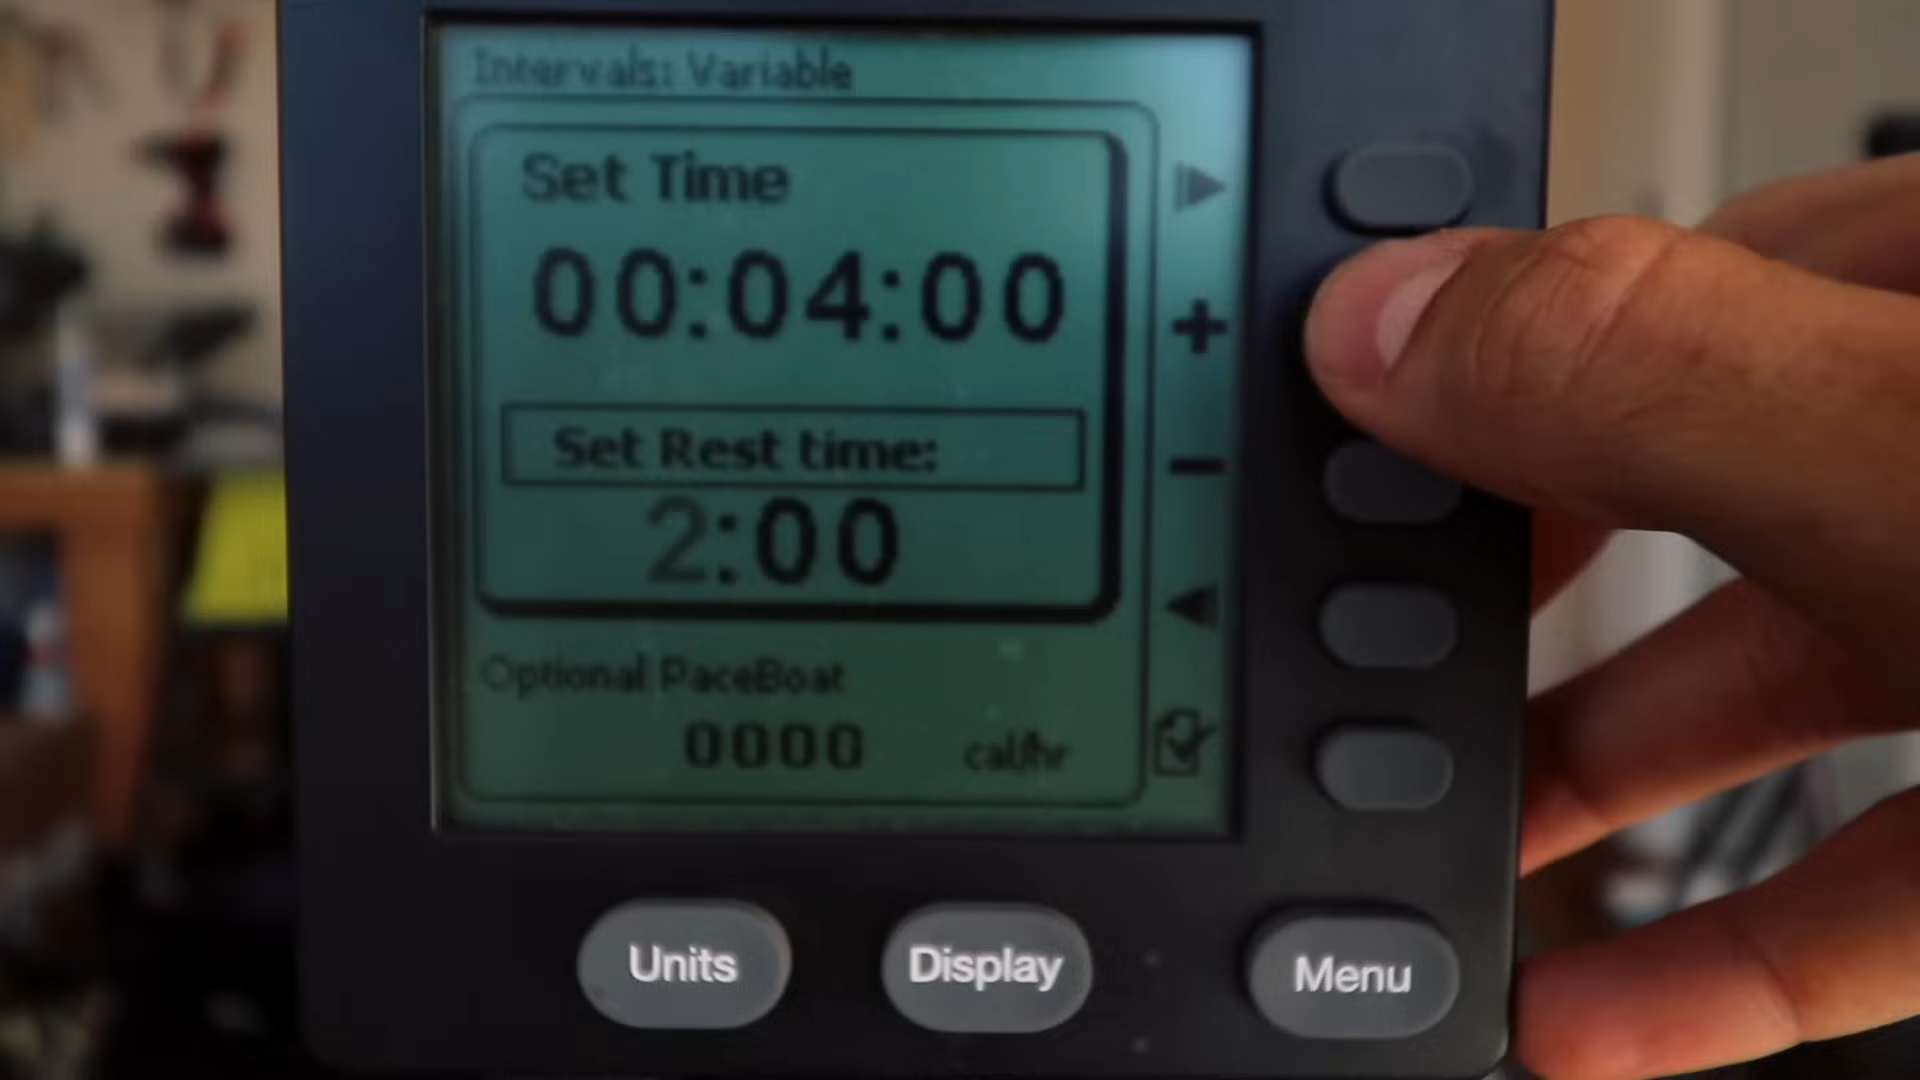 Intervals: Variable
Set Time
00:04:00
+
Set Rest time:
−
2:00
Optional PaceBoat
0000 cal/hr
Units Display Menu